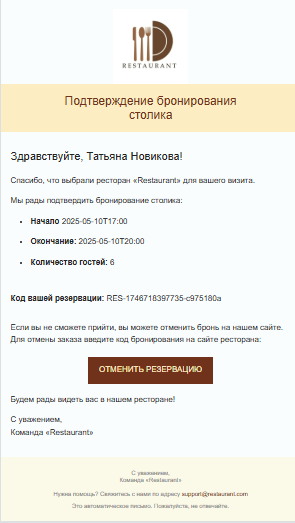 RESTAURANT
Подтверждение бронирования
столика
Здравствуйте, Татьяна Новикова!
Спасибо, что выбрали ресторан «Restaurant» для вашего визита.
Мы рады подтвердить бронирование столика:
• Начало 2025-05-10T17:00
• Окончание: 2025-05-10T20:00
• Количество гостей: 6
Код вашей резервации: RES-1746718397735-c975180a
Если вы не сможете прийти, вы можете отменить бронь на нашем сайте.
Для отмены заказа введите код бронирования на сайте ресторана:
ОТМЕНИТЬ РЕЗЕРВАЦИЮ
Будем рады видеть вас в нашем ресторане!
С уважением,
Команда «Restaurant»
С уважением,
Команда «Restaurant»
Нужна помощь? Свяжитесь с нами по адресу support@restaurant.com
Это автоматическое письмо. Пожалуйста, не отвечайте.